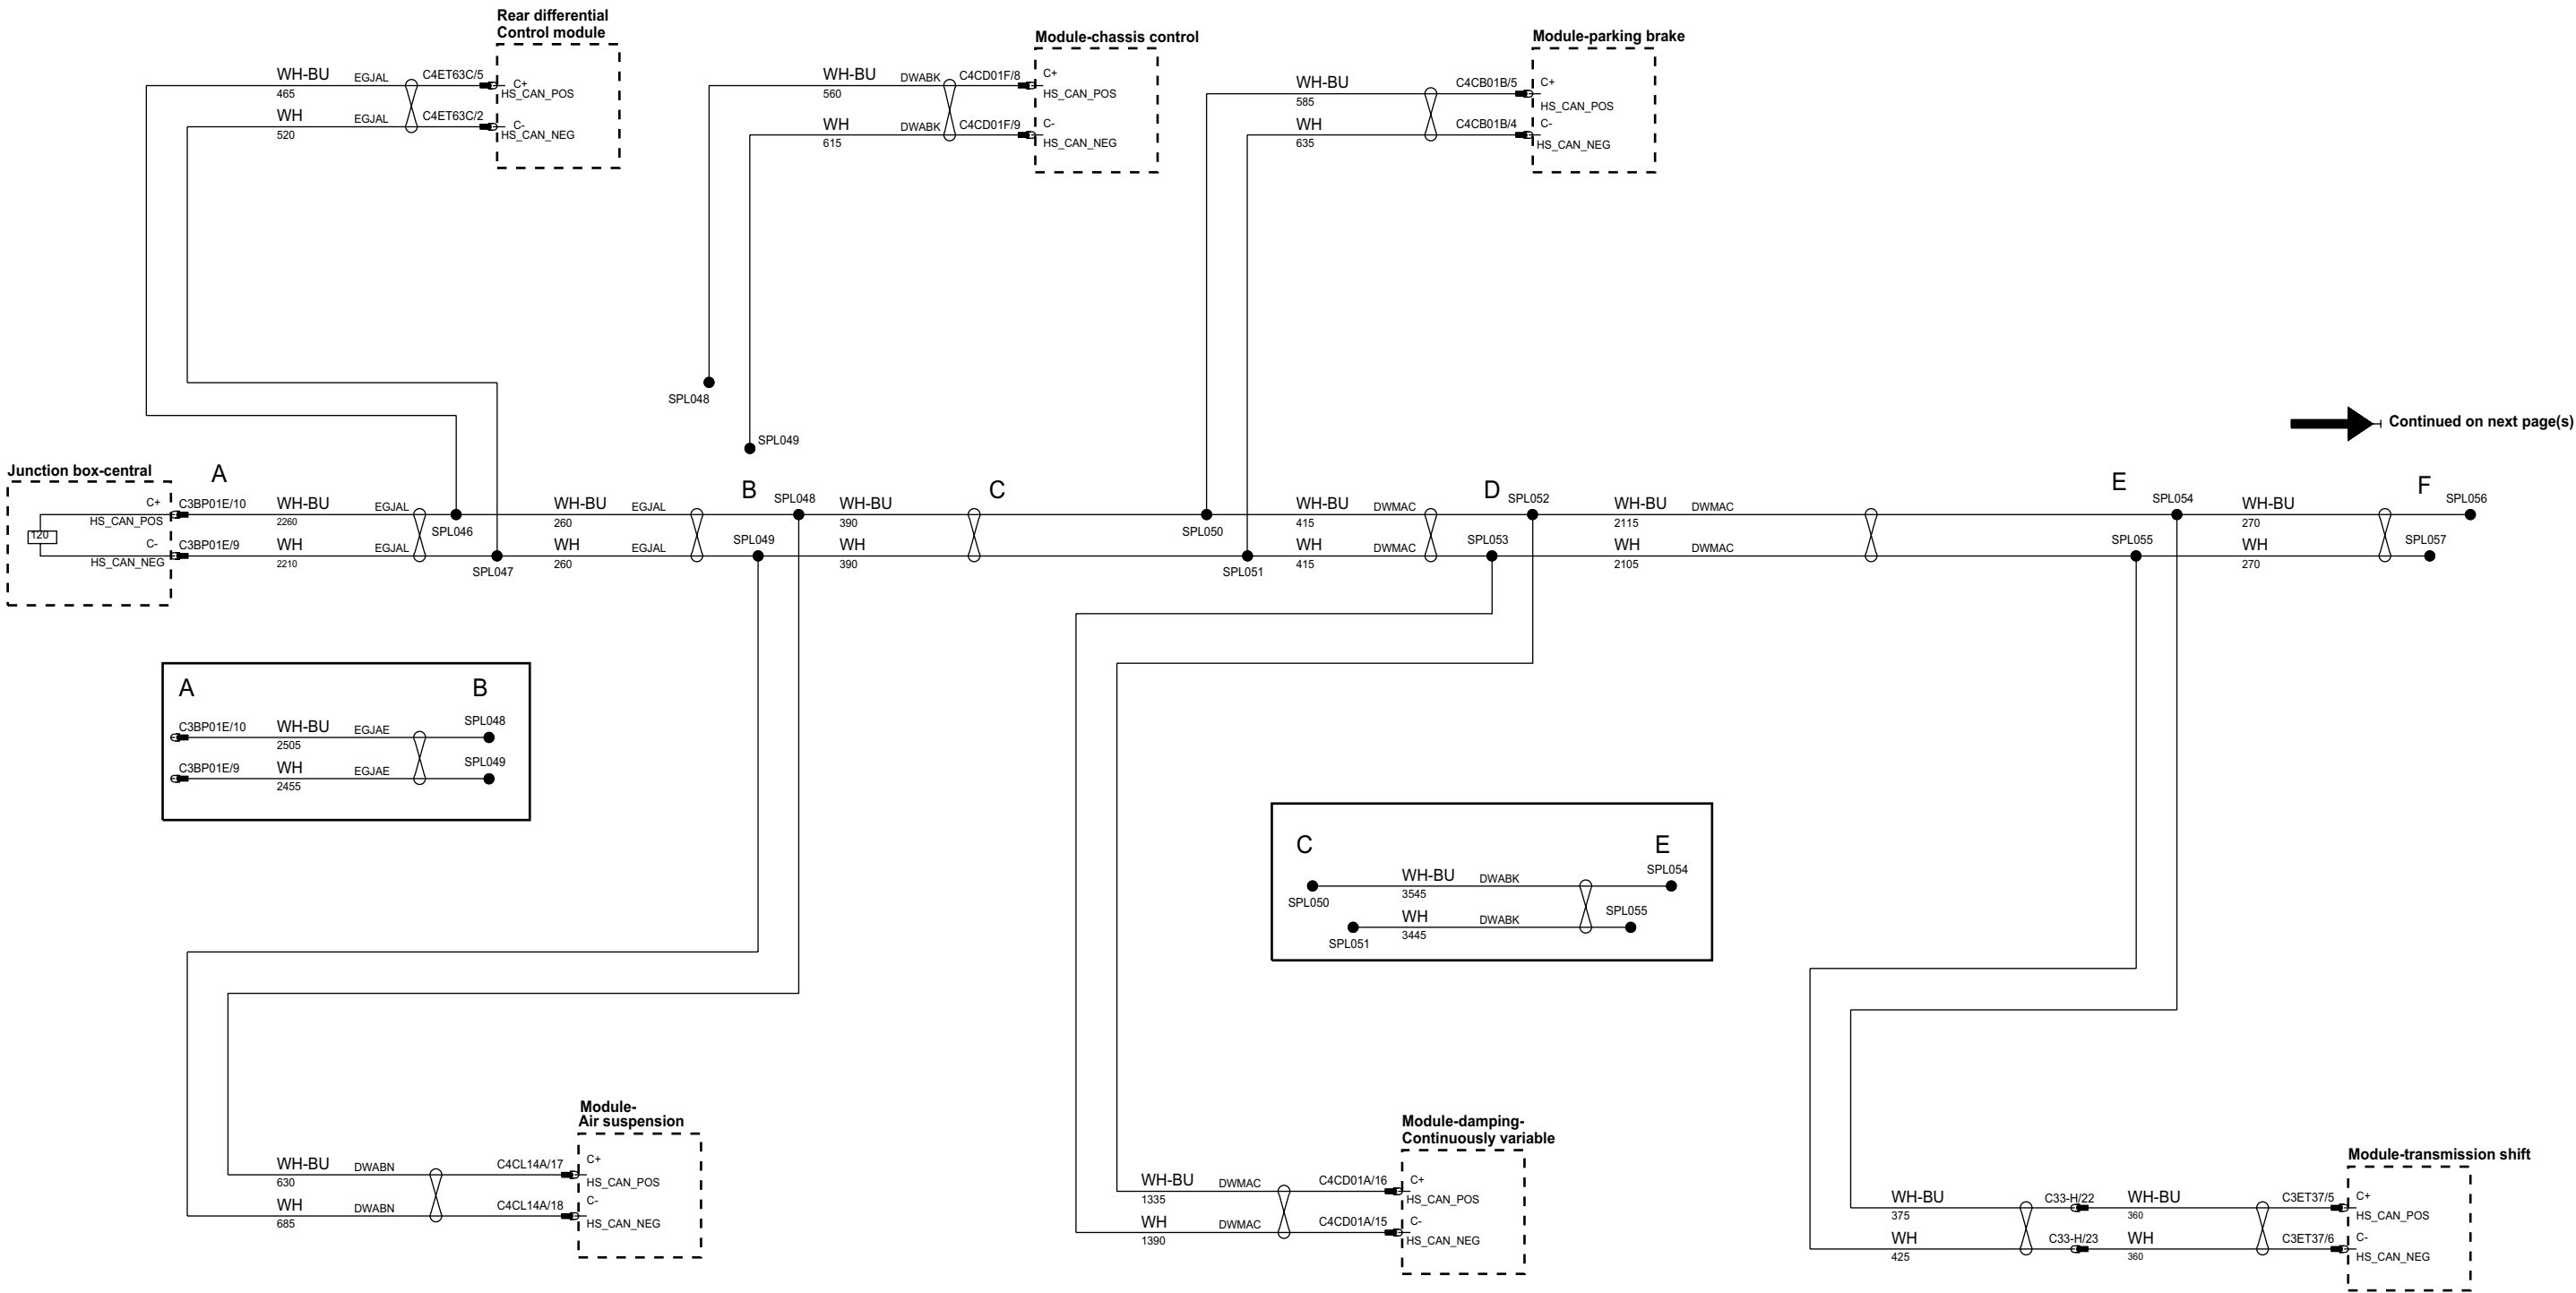 Rear differential
Control module
WH-BU EGJAL C4ET63C/5 C+
465 HS_CAN_POS
WH EGJAL C4ET63C/2 C-
520 HS_CAN_NEG
Module-chassis control
WH-BU DWABK C4CD01F/8 C+
560 HS_CAN_POS
WH DWABK C4CD01F/9 C-
615 HS_CAN_NEG
SPL048
SPL049
Module-parking brake
WH-BU C4CB01B/5 C+
585 HS_CAN_POS
WH C4CB01B/4 C-
635 HS_CAN_NEG
Continued on next page(s)
Junction box-central
A B C D E F
C+ C3BP01E/10 WH-BU EGJAL SPL046 WH-BU EGJAL SPL048 WH-BU SPL050 WH-BU DWMAC SPL052 WH-BU DWMAC SPL054 WH-BU SPL056
HS_CAN_POS 2260 260 390 415 2115 270
120
C- C3BP01E/9 WH EGJAL SPL047 WH EGJAL SPL049 WH SPL051 WH DWMAC SPL053 WH DWMAC SPL055 WH SPL057
HS_CAN_NEG 2210 260 390 415 2105 270
A B
C3BP01E/10 WH-BU EGJAE SPL048
2505
C3BP01E/9 WH EGJAE SPL049
2455
C E
SPL050 WH-BU DWABK SPL054
3545
SPL051 WH DWABK SPL055
3445
Module-
Air suspension
WH-BU DWABN C4CL14A/17 C+
630 HS_CAN_POS
WH DWABN C4CL14A/18 C-
685 HS_CAN_NEG
Module-damping-
Continuously variable
WH-BU DWMAC C4CD01A/16 C+
1335 HS_CAN_POS
WH DWMAC C4CD01A/15 C-
1390 HS_CAN_NEG
Module-transmission shift
WH-BU C33-H/22 WH-BU C3ET37/5 C+
375 360 HS_CAN_POS
WH C33-H/23 WH C3ET37/6 C-
425 360 HS_CAN_NEG